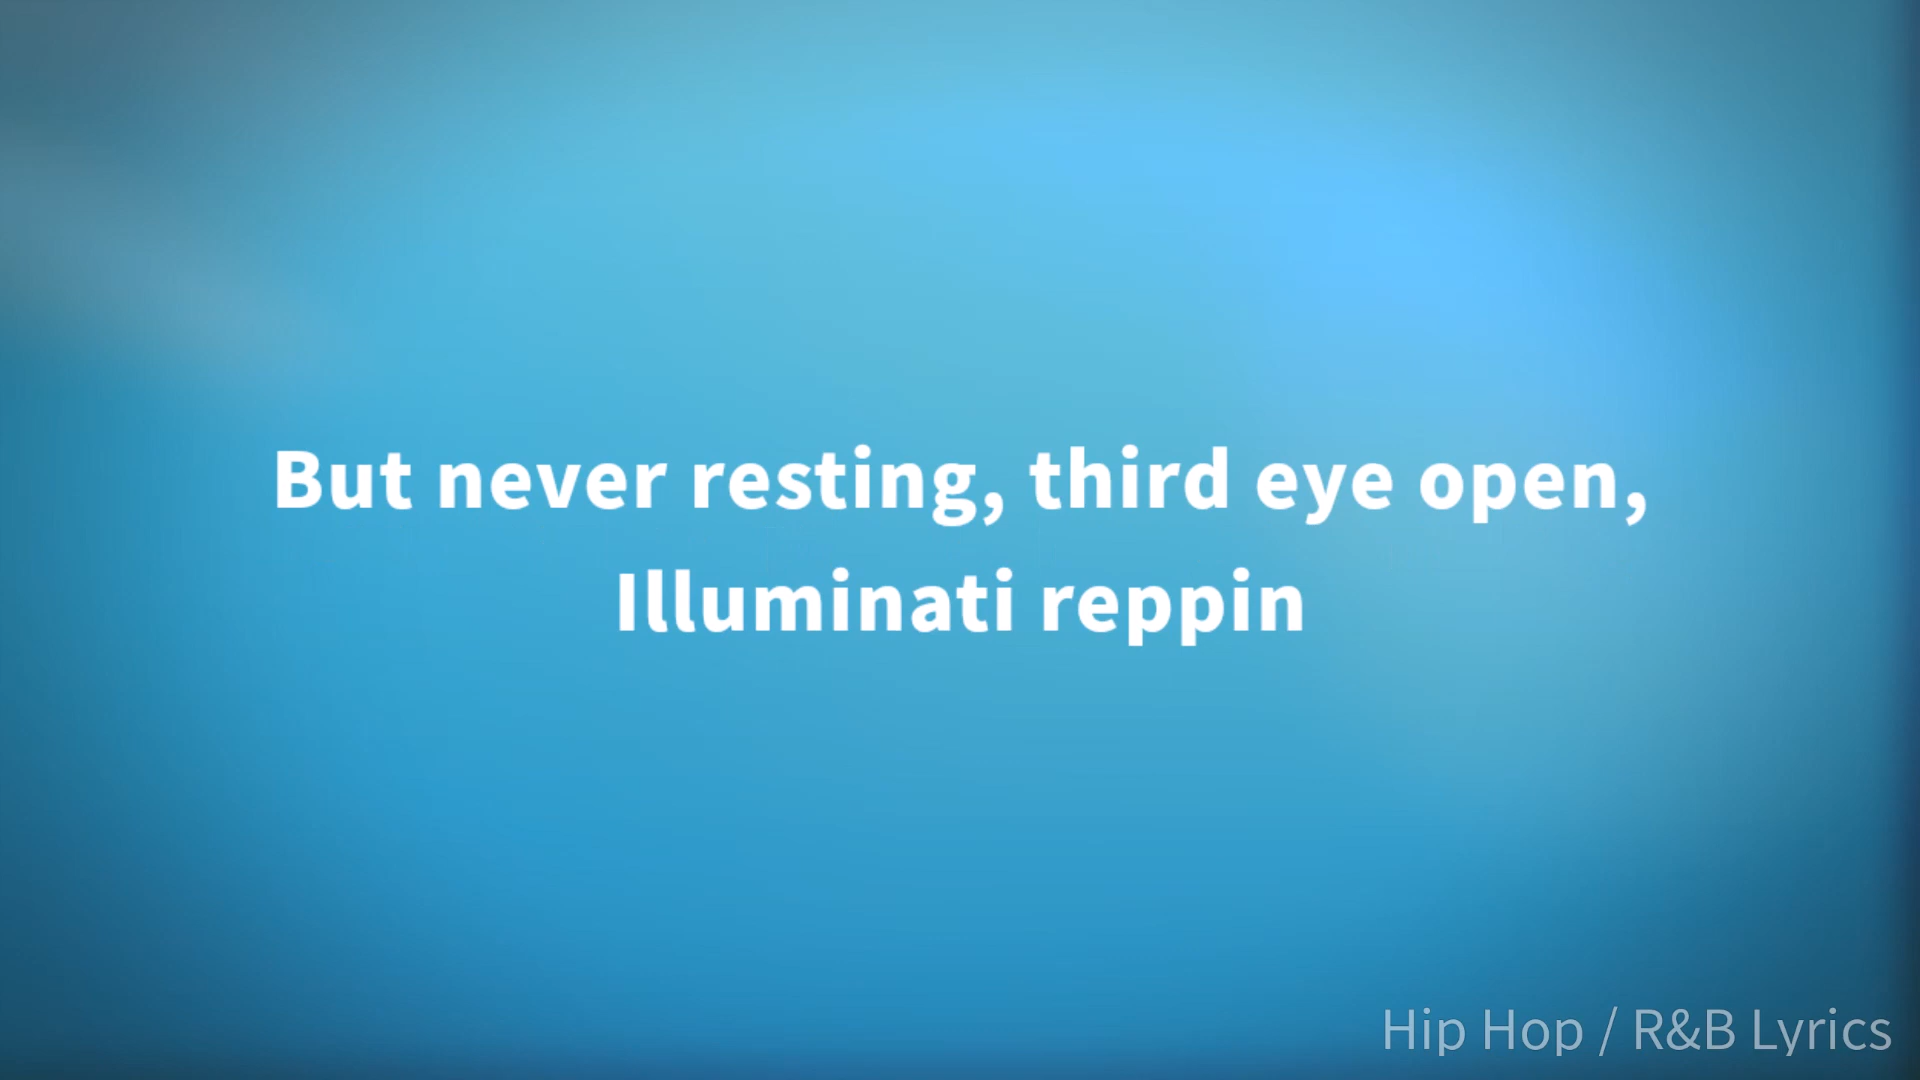 But never resting, third eye open,
Illuminati reppin
Hip Hop / R&B Lyrics